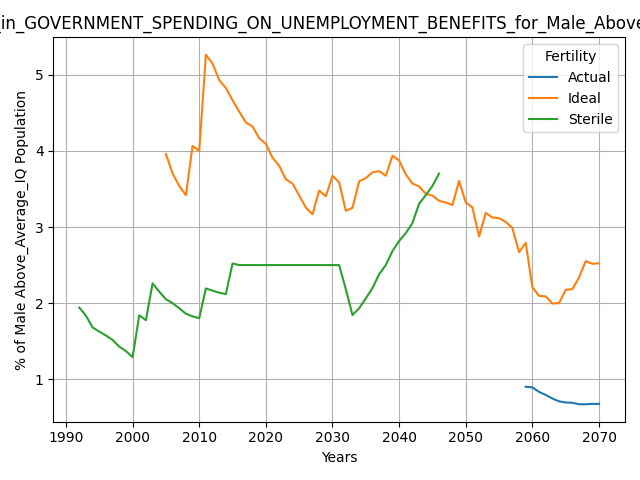 _in_GOVERNMENT_SPENDING_ON_UNEMPLOYMENT_BENEFITS_for_Male_Above
Fertility
Actual
Ideal
Sterile
% of Male Above_Average_IQ Population
5
4
3
2
1
1990 2000 2010 2020 2030 2040 2050 2060 2070
Years